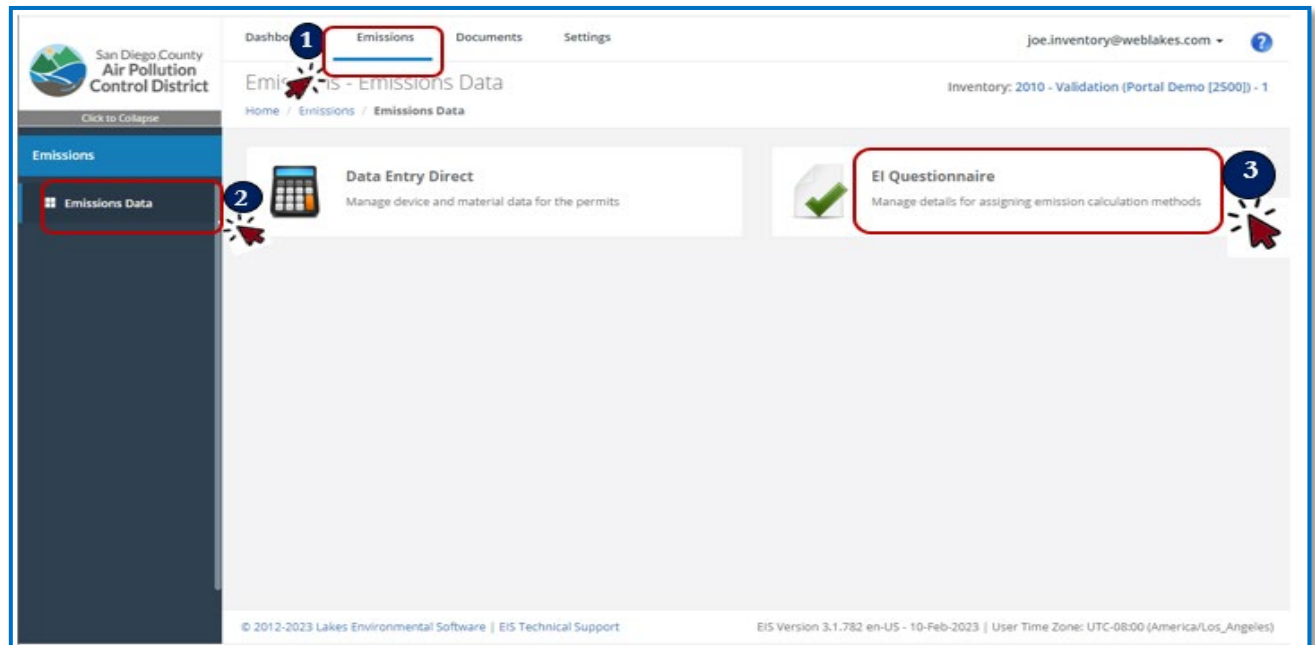 San Diego County
Air Pollution
Control District
Click to Collapse
1
Emissions
Documents
Settings
joe.inventory@weblakes.com
?
Emissions Data
Inventory: 2010 - Validation (Portal Demo [2500]) - 1
Home / Emissions / Emissions Data
Emissions
Emissions Data
2
Data Entry Direct
Manage device and material data for the permits
EI Questionnaire
Manage details for assigning emission calculation methods
3
© 2012-2023 Lakes Environmental Software | EIS Technical Support
EIS Version 3.1.782 en-US - 10-Feb-2023 | User Time Zone: UTC-08:00 (America/Los_Angeles)